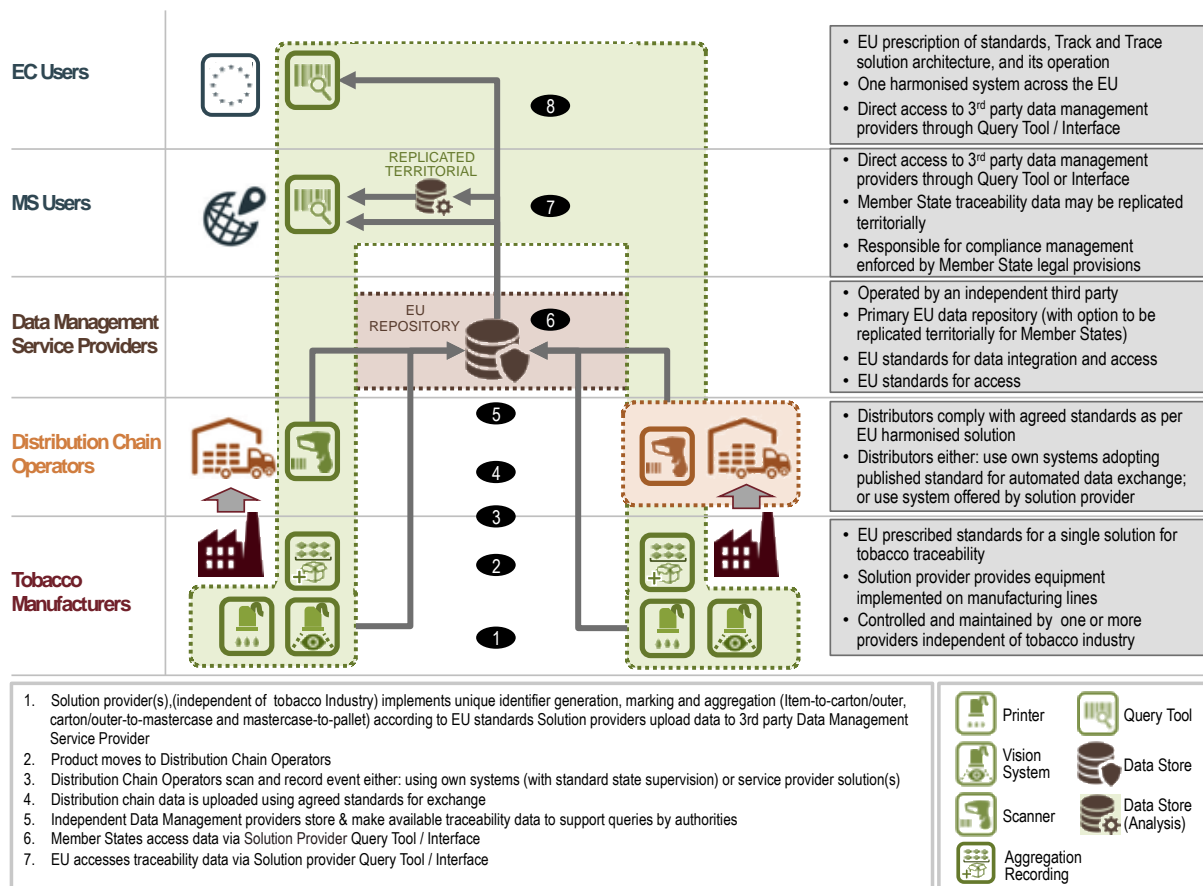 EC Users
• EU prescription of standards, Track and Trace
solution architecture, and its operation
• One harmonised system across the EU
• Direct access to 3rd party data management
providers through Query Tool / Interface
8
MS Users
REPLICATED
TERRITORIAL
7
• Direct access to 3rd party data management
providers through Query Tool or Interface
• Member State traceability data may be replicated
territorially
• Responsible for compliance management
enforced by Member State legal provisions
Data Management
Service Providers
EU
REPOSITORY
6
• Operated by an independent third party
• Primary EU data repository (with option to be
replicated territorially for Member States)
• EU standards for data integration and access
• EU standards for access
Distribution Chain
Operators
5
4
• Distributors comply with agreed standards as per
EU harmonised solution
• Distributors either: use own systems adopting
published standard for automated data exchange;
or use system offered by solution provider
Tobacco
Manufacturers
3
2
1
• EU prescribed standards for a single solution for
tobacco traceability
• Solution provider provides equipment
implemented on manufacturing lines
• Controlled and maintained by one or more
providers independent of tobacco industry
1. Solution provider(s),(independent of tobacco Industry) implements unique identifier generation, marking and aggregation (Item-to-carton/outer,
carton/outer-to-mastercase and mastercase-to-pallet) according to EU standards Solution providers upload data to 3rd party Data Management
Service Provider
2. Product moves to Distribution Chain Operators
3. Distribution Chain Operators scan and record event either: using own systems (with standard state supervision) or service provider solution(s)
4. Distribution chain data is uploaded using agreed standards for exchange
5. Independent Data Management providers store & make available traceability data to support queries by authorities
6. Member States access data via Solution Provider Query Tool / Interface
7. EU accesses traceability data via Solution provider Query Tool / Interface
Printer
Query Tool
Vision
System
Data Store
Scanner
Data Store
(Analysis)
Aggregation
Recording